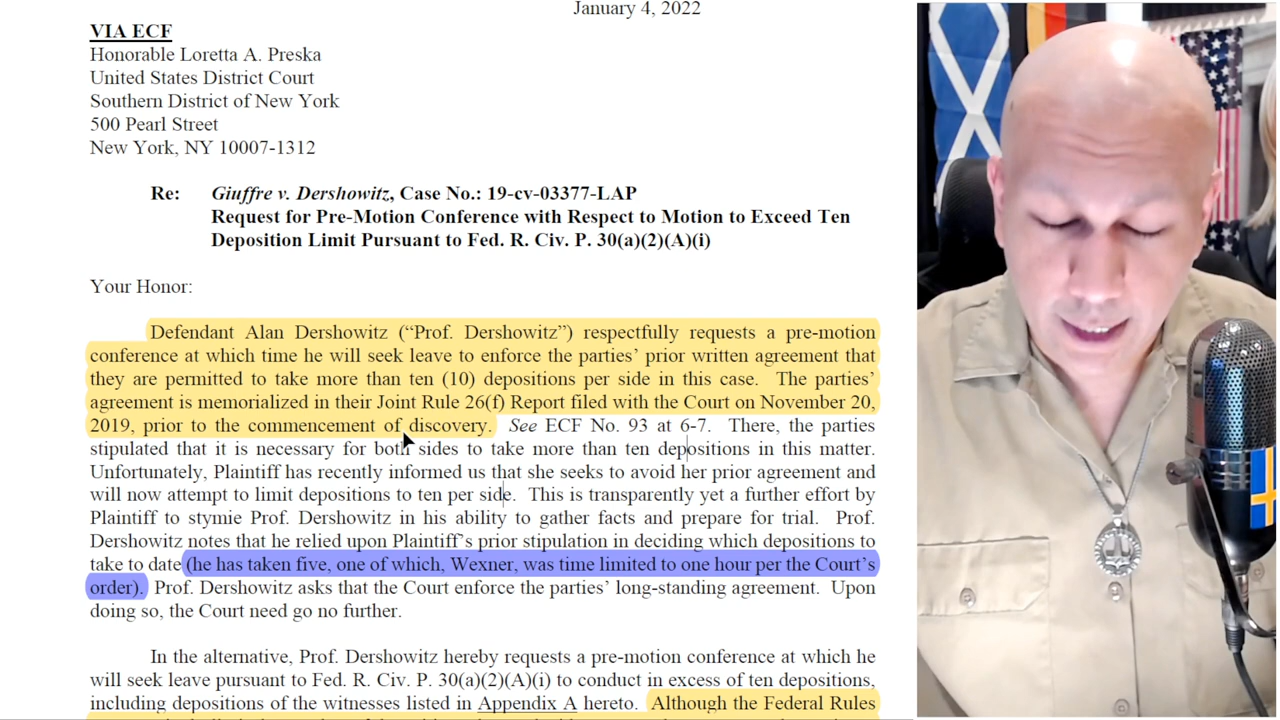 January 4, 2022
VIA ECF
Honorable Loretta A. Preska
United States District Court
Southern District of New York
500 Pearl Street
New York, NY 10007-1312
Re: Giuffre v. Dershowitz, Case No.: 19-cv-03377-LAP
Request for Pre-Motion Conference with Respect to Motion to Exceed Ten
Deposition Limit Pursuant to Fed. R. Civ. P. 30(a)(2)(A)(i)
Your Honor:
Defendant Alan Dershowitz (“Prof. Dershowitz”) respectfully requests a pre-motion
conference at which time he will seek leave to enforce the parties’ prior written agreement that
they are permitted to take more than ten (10) depositions per side in this case. The parties’
agreement is memorialized in their Joint Rule 26(f) Report filed with the Court on November 20,
2019, prior to the commencement of discovery. See ECF No. 93 at 6-7. There, the parties
stipulated that it is necessary for both sides to take more than ten depositions in this matter.
Unfortunately, Plaintiff has recently informed us that she seeks to avoid her prior agreement and
will now attempt to limit depositions to ten per side. This is transparently yet a further effort by
Plaintiff to stymie Prof. Dershowitz in his ability to gather facts and prepare for trial. Prof.
Dershowitz notes that he relied upon Plaintiff’s prior stipulation in deciding which depositions to
take to date (he has taken five, one of which, Wexner, was time limited to one hour per the Court’s
order). Prof. Dershowitz asks that the Court enforce the parties’ long-standing agreement. Upon
doing so, the Court need go no further.
In the alternative, Prof. Dershowitz hereby requests a pre-motion conference at which he
will seek leave pursuant to Fed. R. Civ. P. 30(a)(2)(A)(i) to conduct in excess of ten depositions,
including depositions of the witnesses listed in Appendix A hereto. Although the Federal Rules